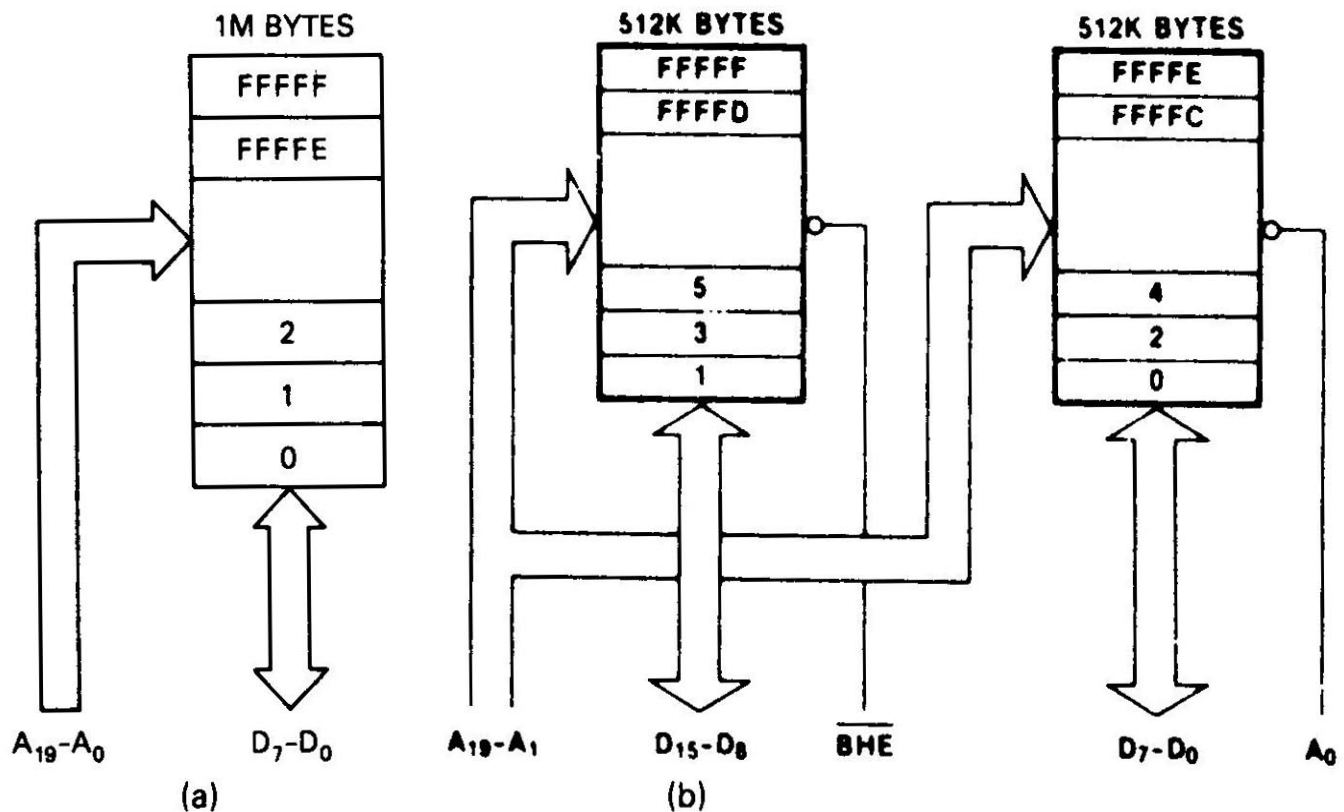 1M BYTES
FFFFF
FFFFE
2
1
0
A₁₉-A₀
D₇-D₀
(a)
512K BYTES
FFFFF
FFFFD
5
3
1
A₁₉-A₁
D₁₅-D₈
B̅H̅E̅
(b)
512K BYTES
FFFFE
FFFFC
4
2
0
D₇-D₀
A₀